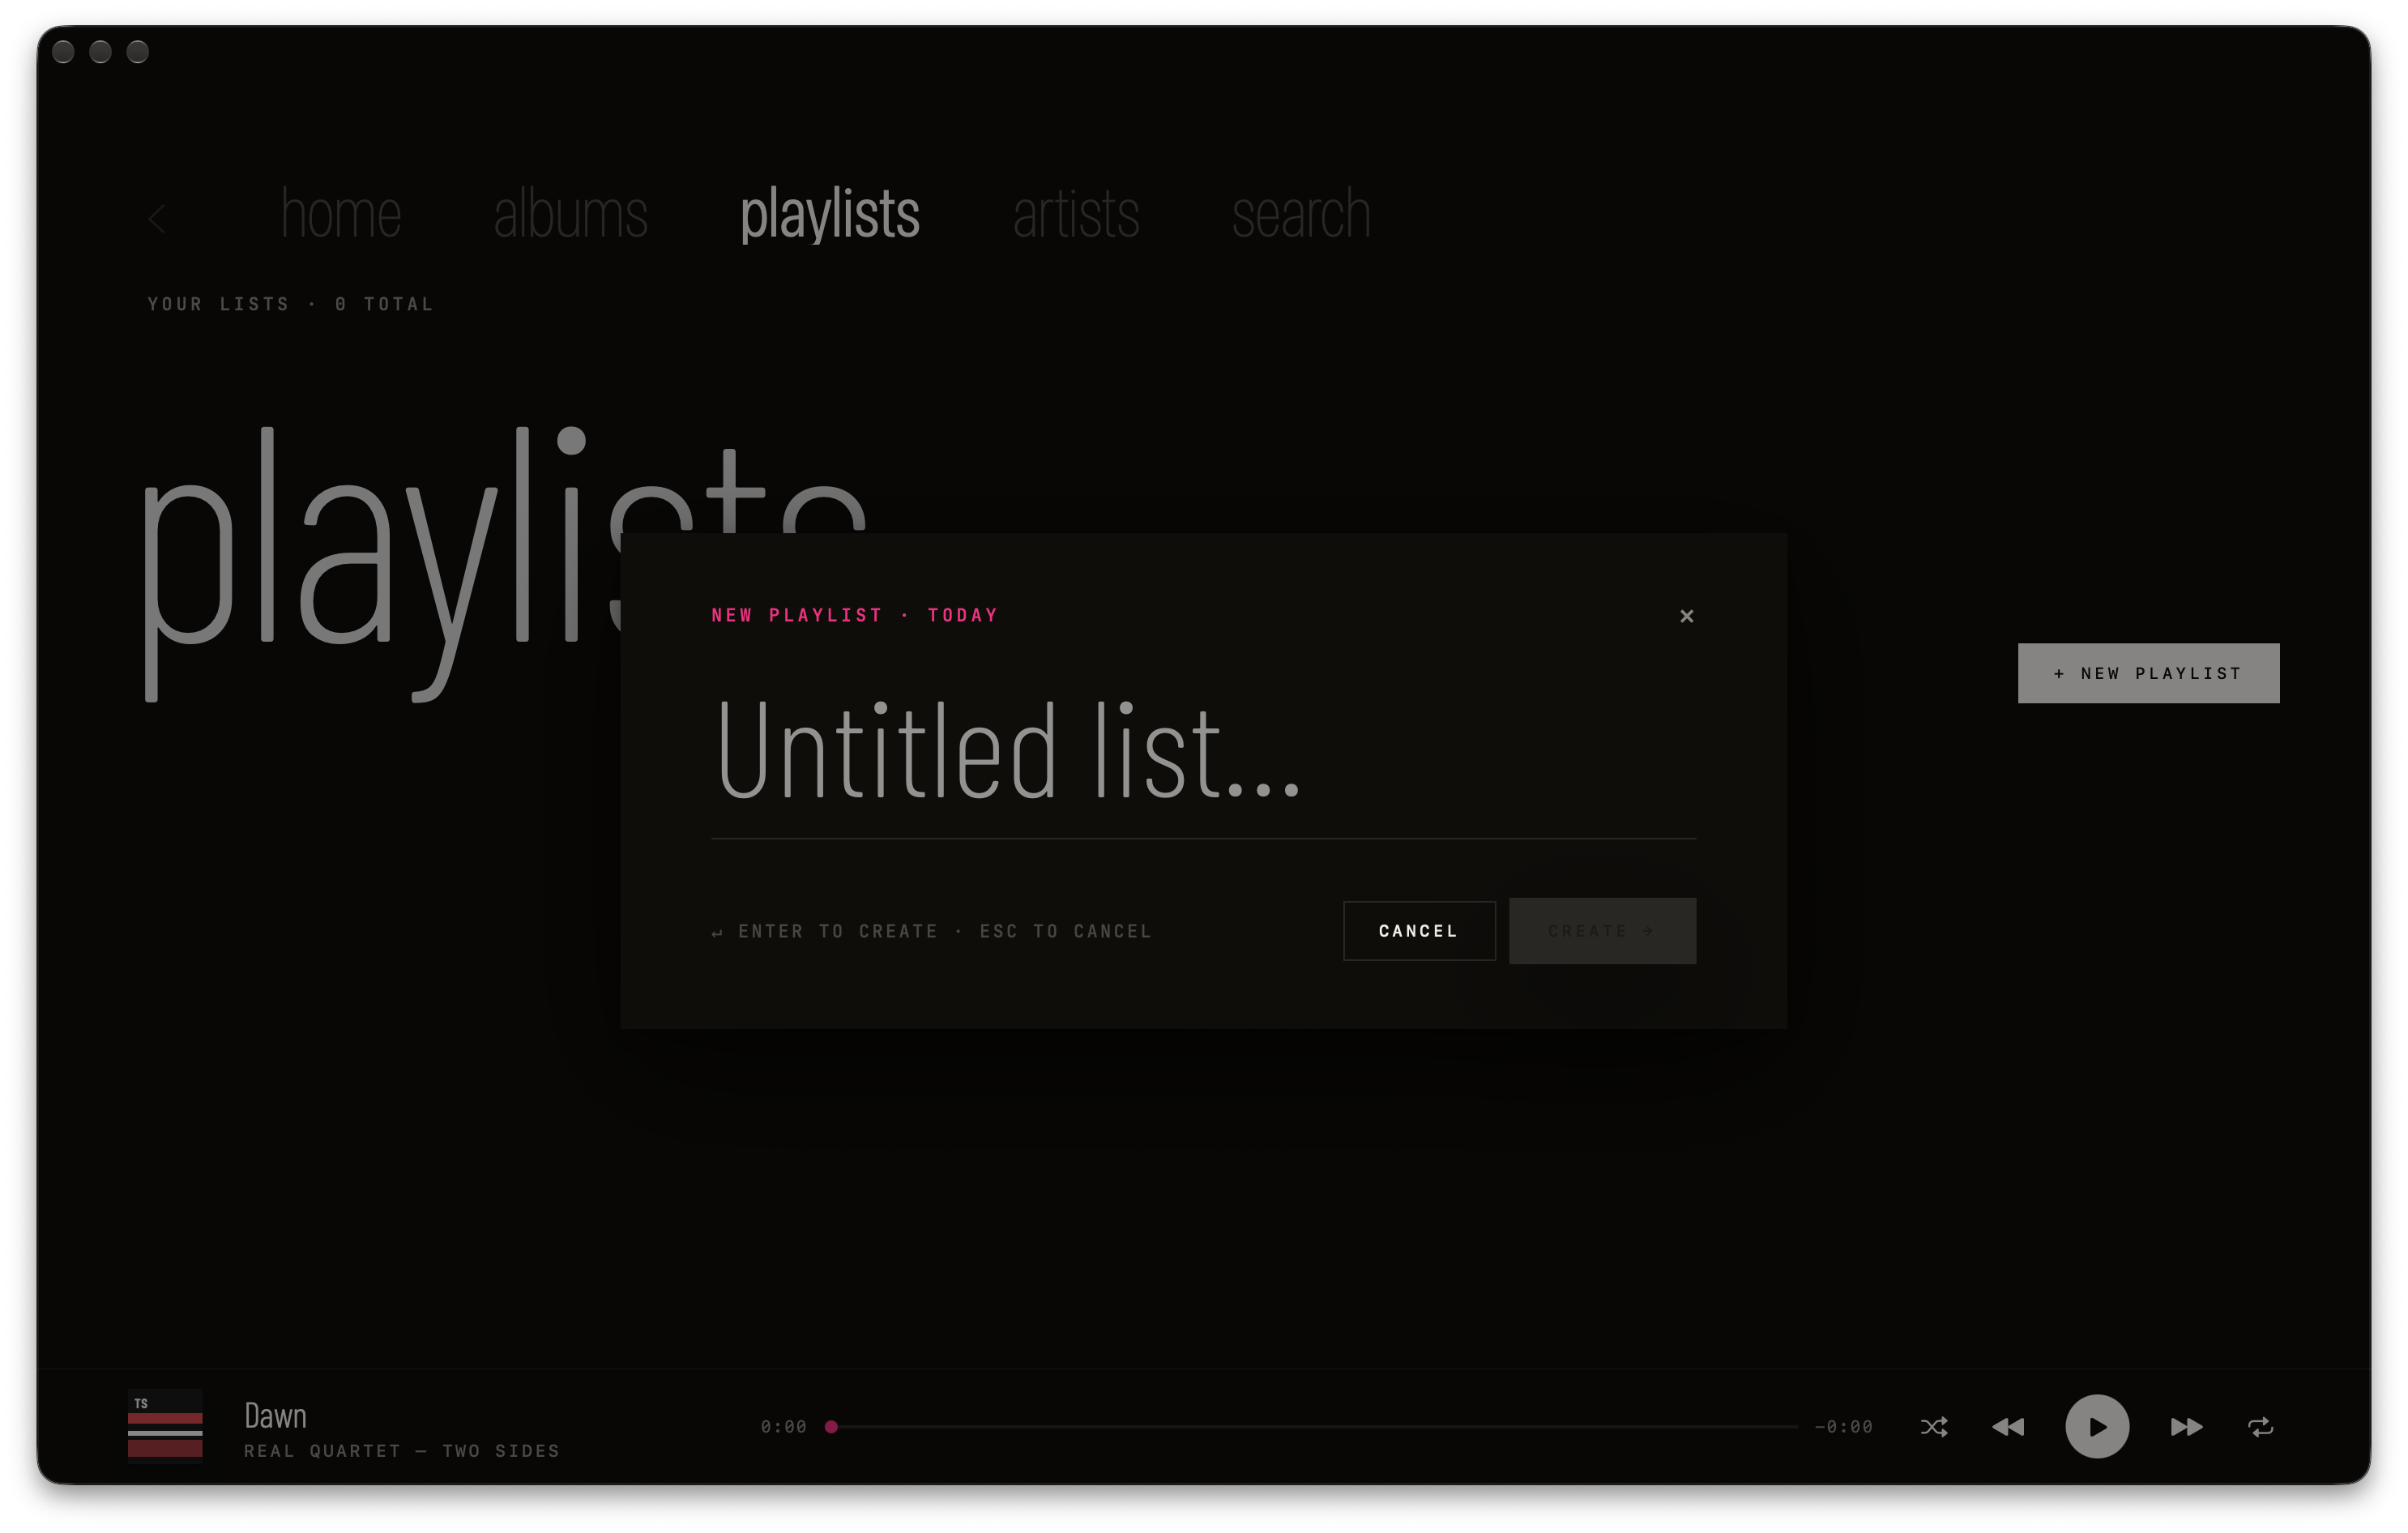 home albums playlists artists search
YOUR LISTS · 0 TOTAL
playlists
+ NEW PLAYLIST
NEW PLAYLIST · TODAY
×
Untitled list...
↵ ENTER TO CREATE · ESC TO CANCEL
CANCEL
CREATE →
TS
Dawn
REAL QUARTET — TWO SIDES
0:00
−0:00